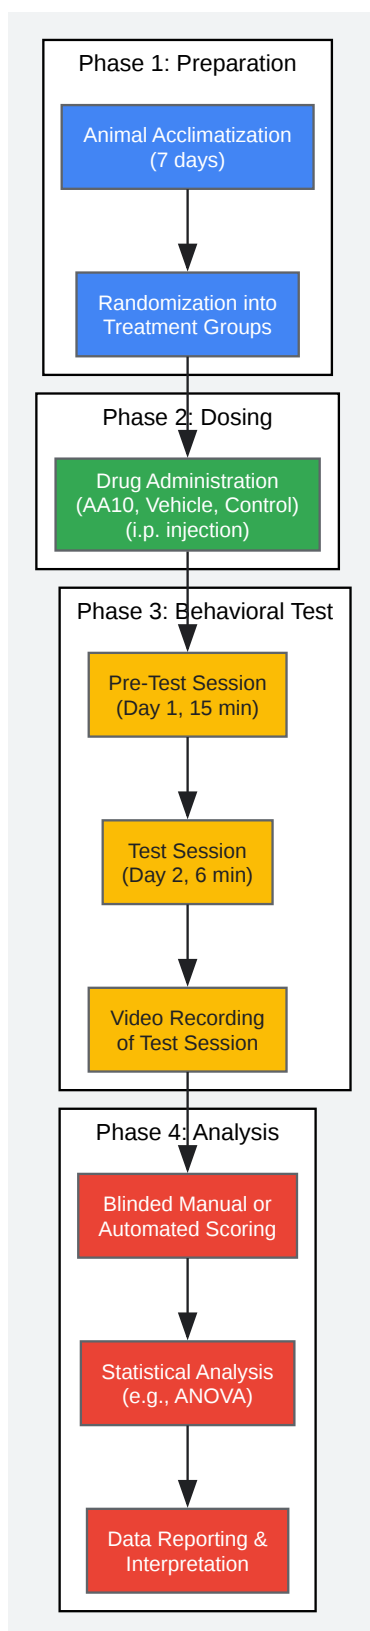 Phase 1: Preparation
Animal Acclimatization
(7 days)
Randomization into
Treatment Groups
Phase 2: Dosing
Drug Administration
(AA10, Vehicle, Control)
(i.p. injection)
Phase 3: Behavioral Test
Pre-Test Session
(Day 1, 15 min)
Test Session
(Day 2, 6 min)
Video Recording
of Test Session
Phase 4: Analysis
Blinded Manual or
Automated Scoring
Statistical Analysis
(e.g., ANOVA)
Data Reporting &
Interpretation